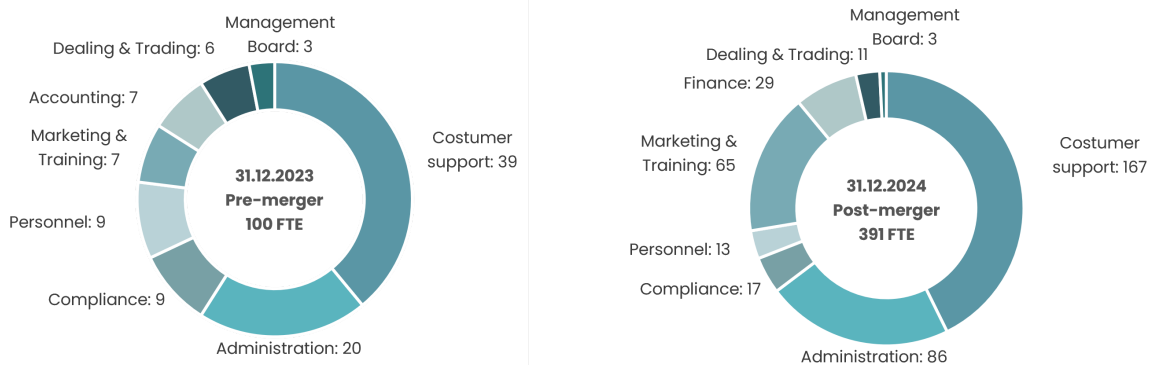 Management
Board: 3
Dealing & Trading: 6
Accounting: 7
Marketing &
Training: 7
Personnel: 9
Compliance: 9
Administration: 20
Costumer
support: 39
31.12.2023
Pre-merger
100 FTE
Management
Board: 3
Dealing & Trading: 11
Finance: 29
Marketing &
Training: 65
Personnel: 13
Compliance: 17
Administration: 86
Costumer
support: 167
31.12.2024
Post-merger
391 FTE